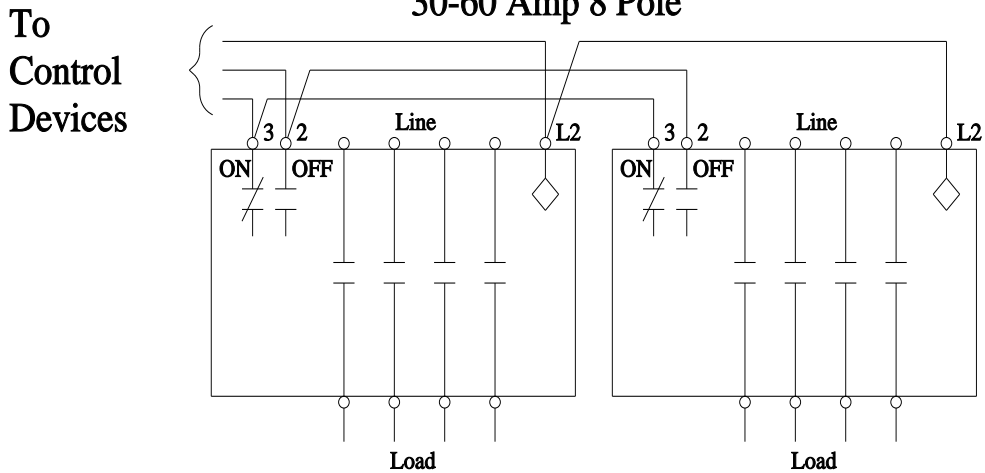 30-60 Amp 8 Pole
To
Control
Devices
3 2 Line L2
ON OFF
3 2 Line L2
ON OFF
Load
Load